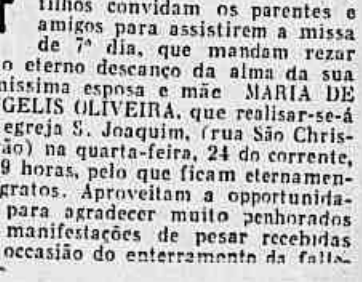 filhos convidam os parentes e
amigos para assistirem a missa
de 7º dia, que mandam rezar
o eterno descanço da alma da sua
nissima esposa e mãe MARIA DE
GELIS OLIVEIRA, que realisar-se-á
egreja S. Joaquim, (rua São Chris-
ão) na quarta-feira, 24 do corrente,
9 horas, pelo que ficam eternamen-
gratos. Aproveitam a opportunida-
para agradecer muito penhorados
manifestações de pesar recebidas
occasião do enterramento da falle-